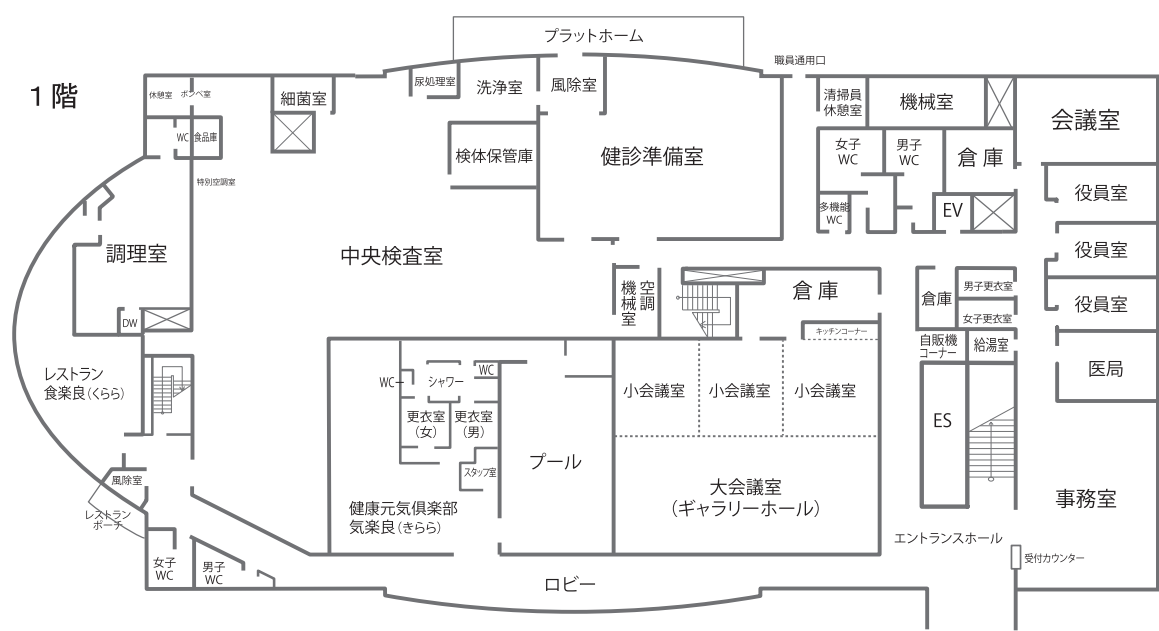 1階
プラットホーム
職員通用口
休憩室
ボンベ室
細菌室
尿処理室
洗浄室
風除室
清掃員
休憩室
機械室
会議室
WC
食品庫
検体保管庫
健診準備室
女子
WC
男子
WC
倉庫
特別空調室
役員室
多機能
WC
EV
調理室
中央検査室
役員室
空調
機械室
倉庫
倉庫
男子更衣室
役員室
DW
キッチンコーナー
女子更衣室
自販機
コーナー
給湯室
レストラン
食楽良(くらら)
WC
シャワー
WC
小会議室
小会議室
小会議室
医局
更衣室
(女)
更衣室
(男)
ES
プール
スタッフ室
風除室
大会議室
(ギャラリーホール)
事務室
健康元気倶楽部
気楽良(きらら)
レストラン
ポーチ
エントランスホール
受付カウンター
女子
WC
男子
WC
ロビー